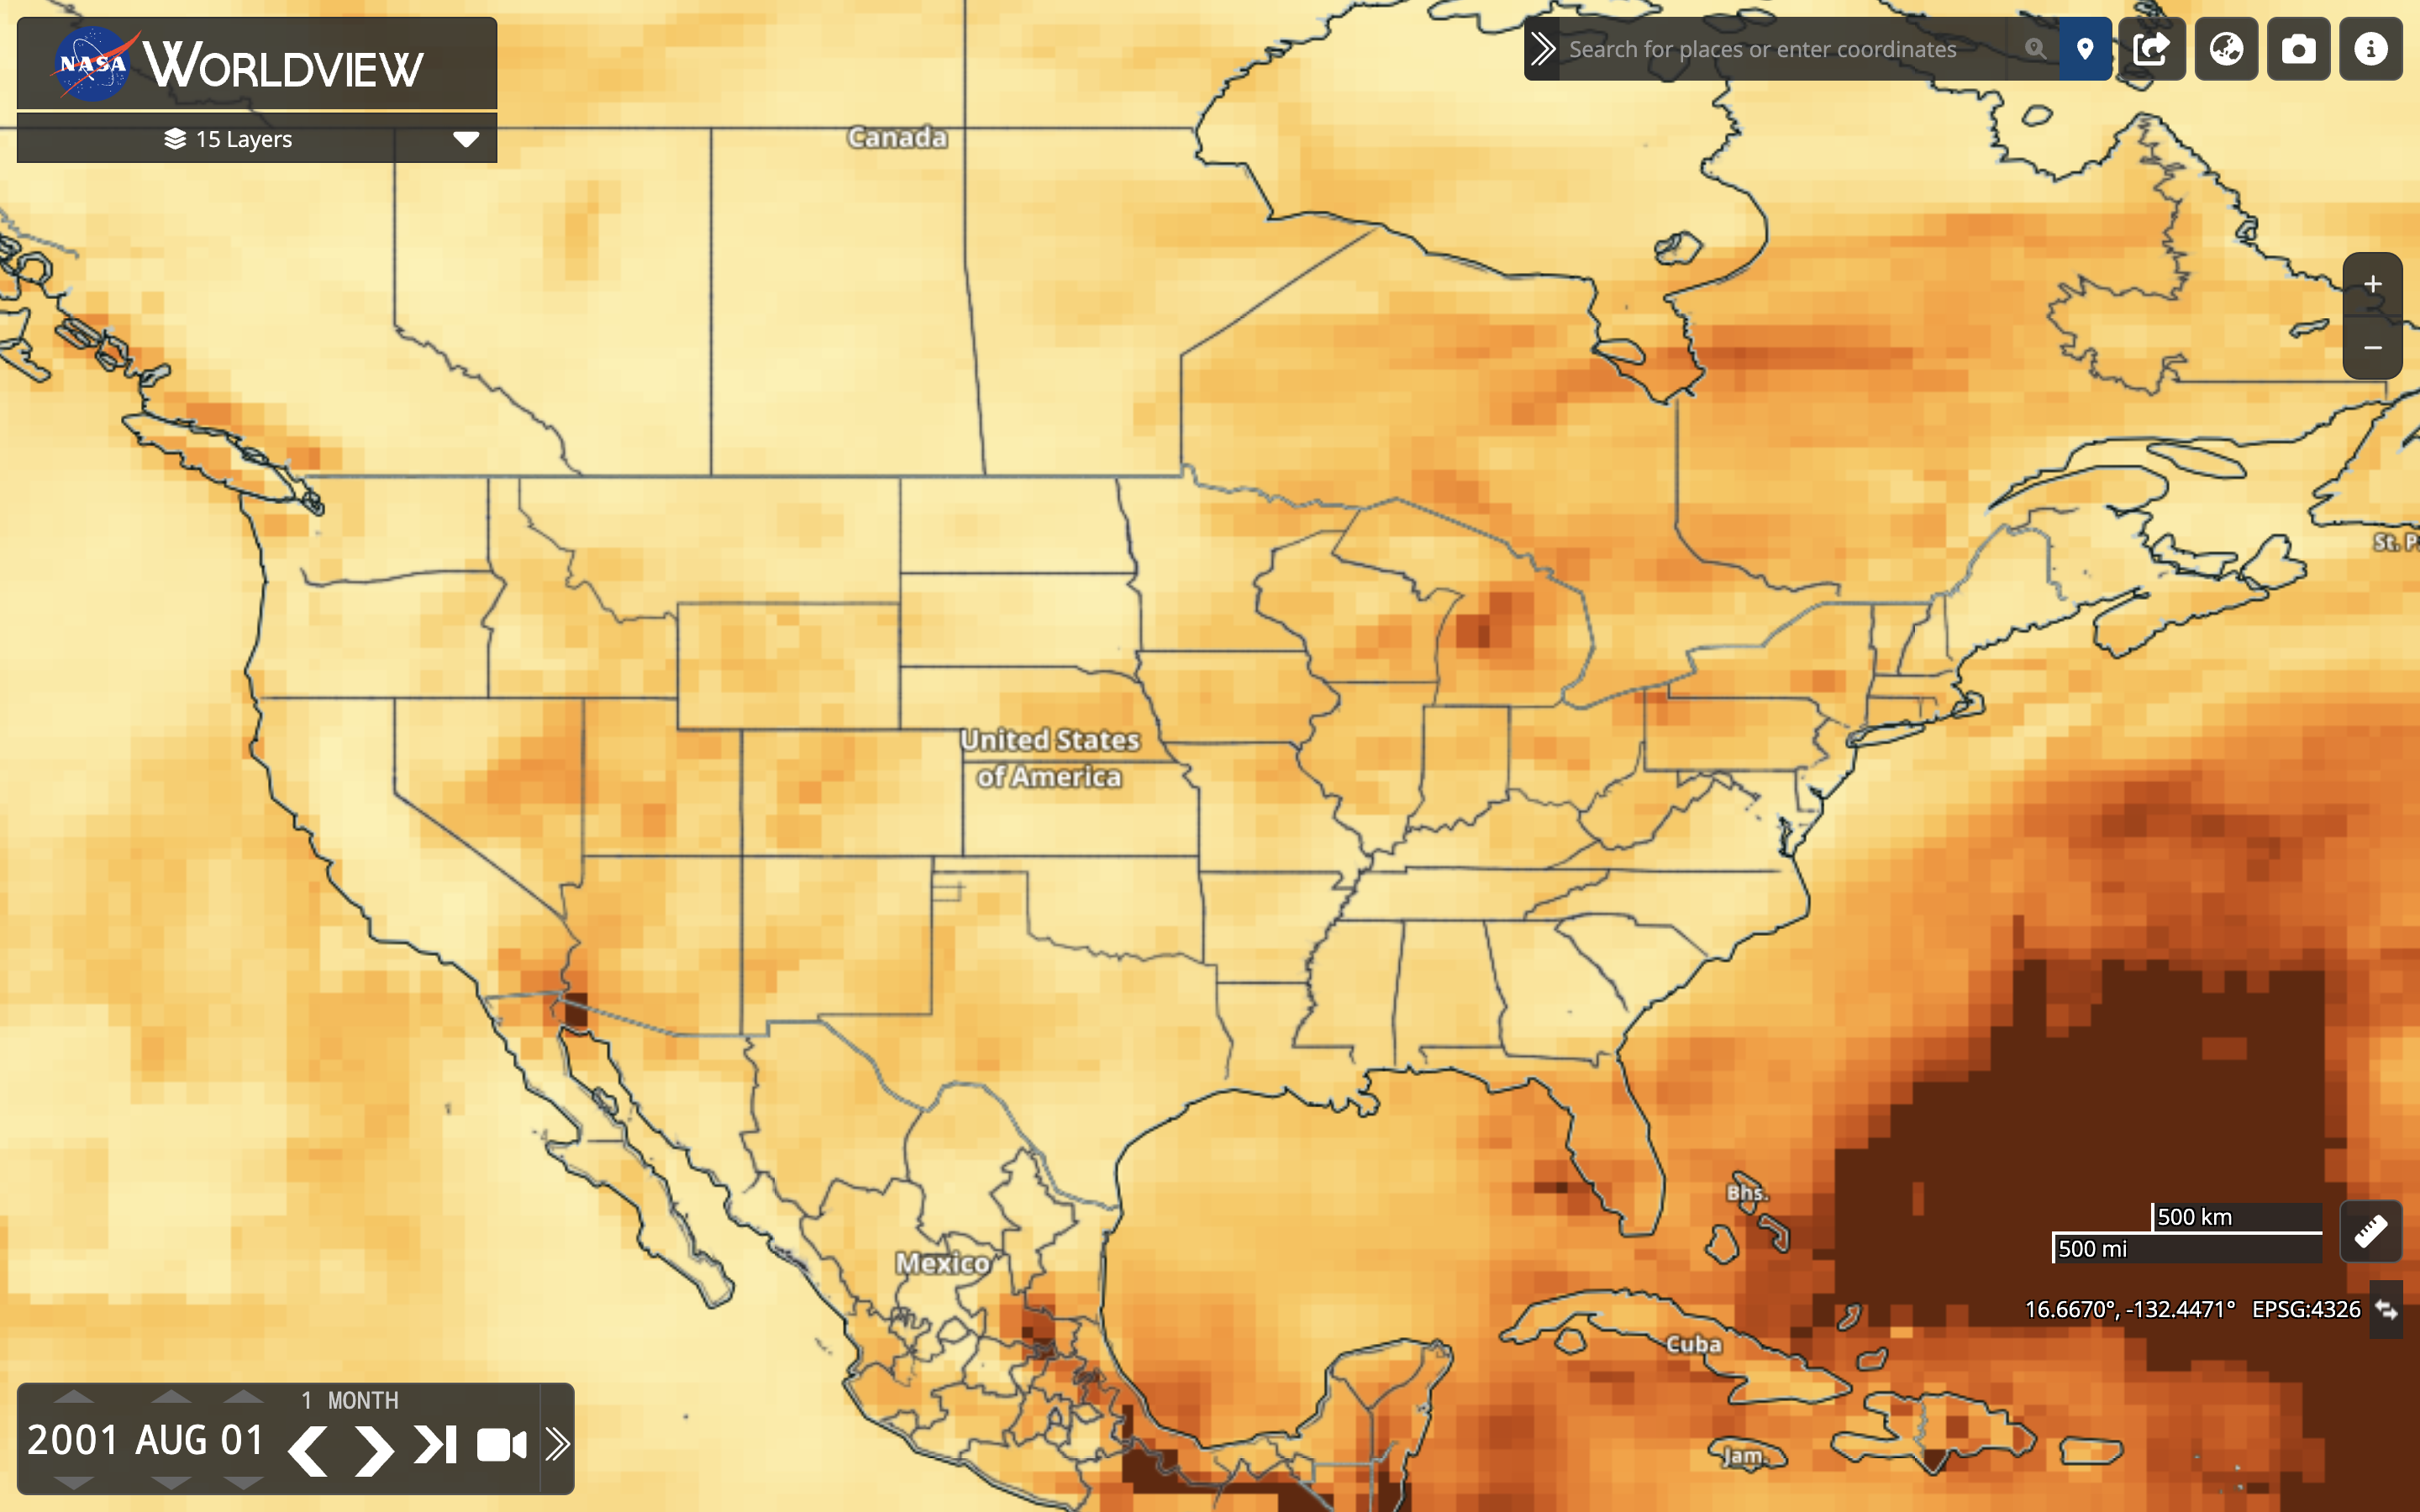 NASA WORLDVIEW
15 Layers
Search for places or enter coordinates
Canada
St. P
United States
of America
Bhs.
500 km
500 mi
Mexico
16.6670°, -132.4471° EPSG:4326
Cuba
Jam.
1 MONTH
2001 AUG 01